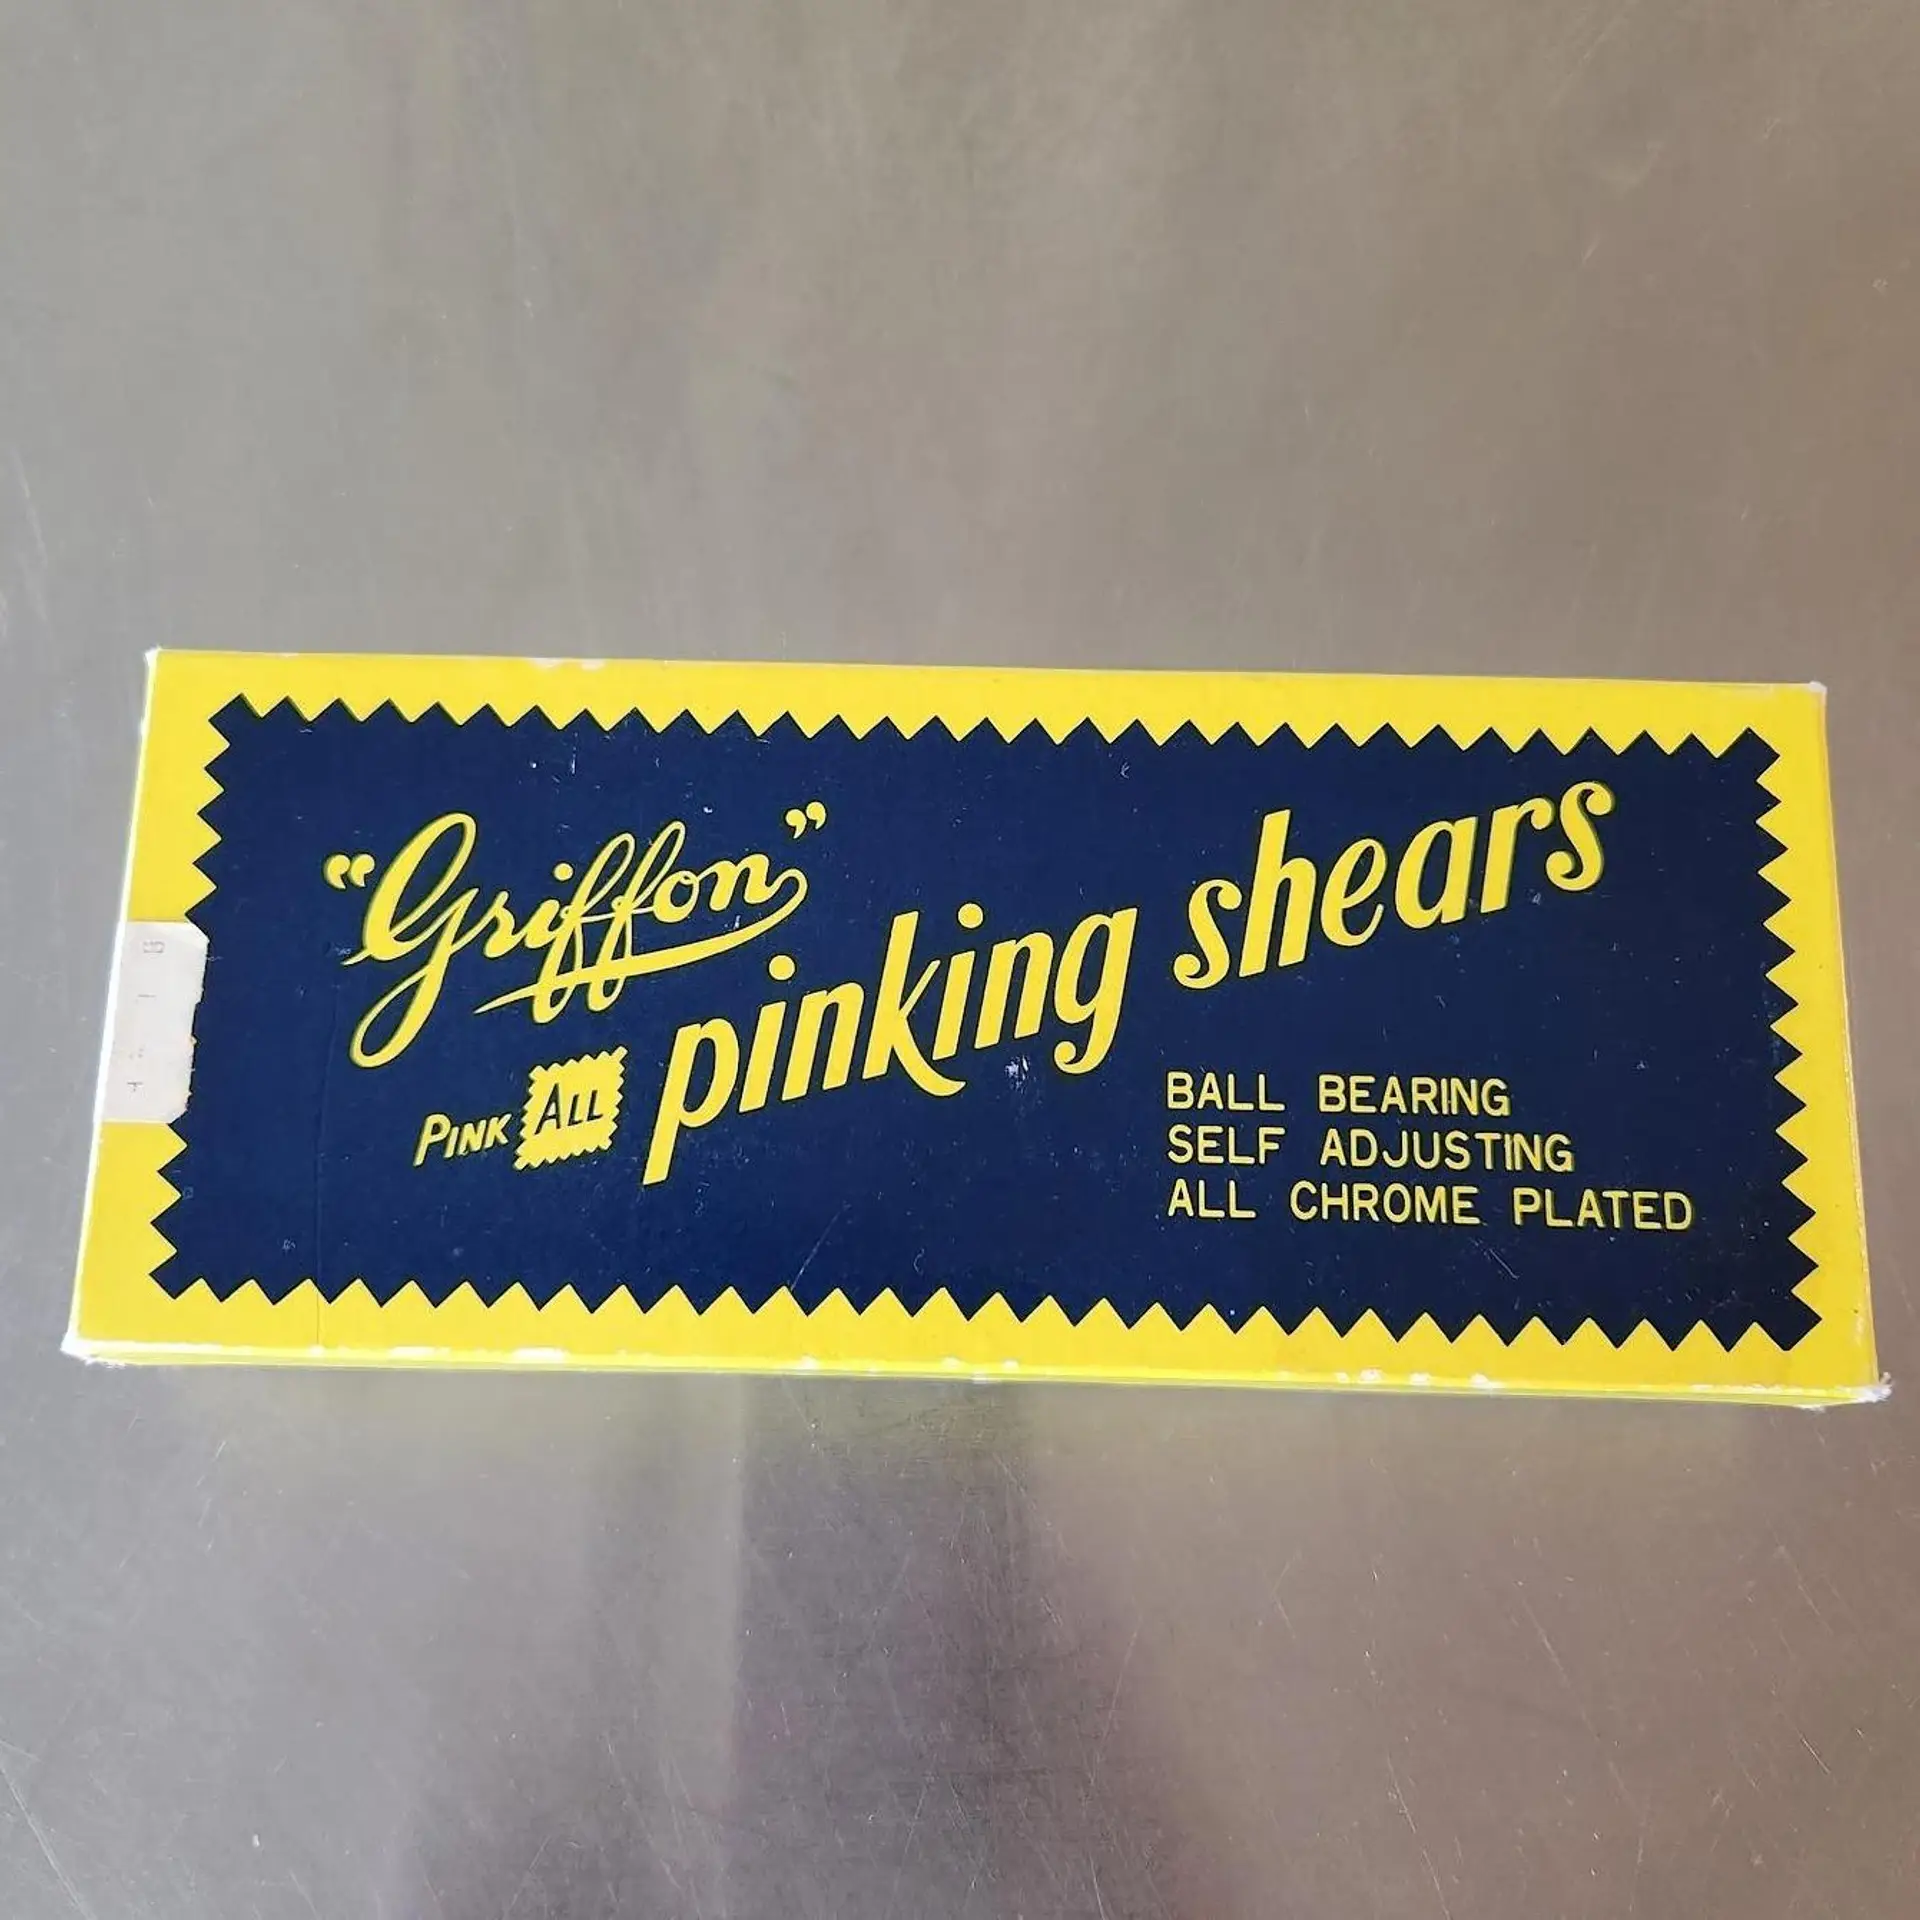 “Griffon”
pinking shears
PINK ALL
BALL BEARING
SELF ADJUSTING
ALL CHROME PLATED